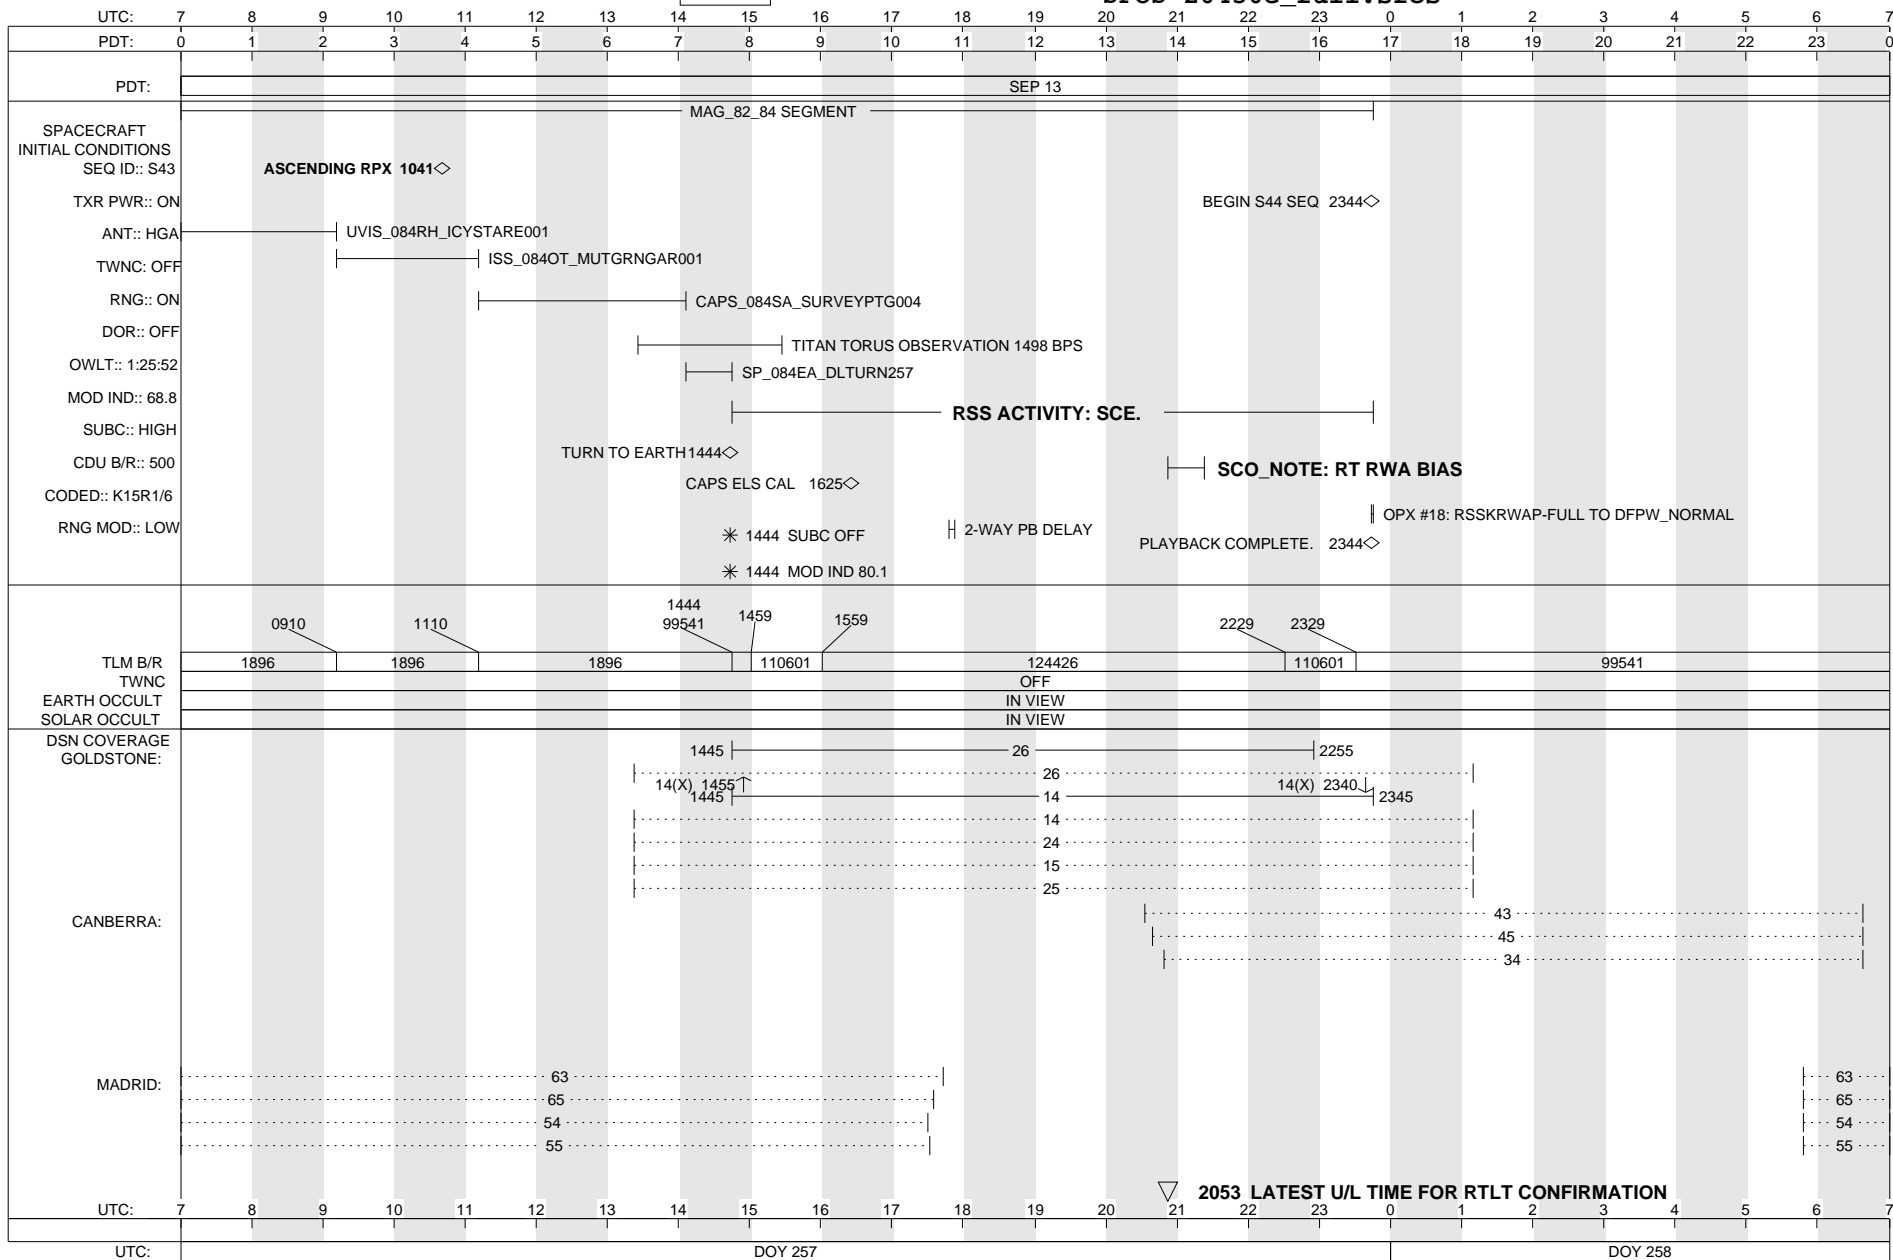 UTC: 7 8 9 10 11 12 13 14 15 16 17 18 19 20 21 22 23 0 1 2 3 4 5 6 7
PDT: 0 1 2 3 4 5 6 7 8 9 10 11 12 13 14 15 16 17 18 19 20 21 22 23 0
PDT: SEP 13
MAG_82_84 SEGMENT
SPACECRAFT
INITIAL CONDITIONS
SEQ ID:: S43 ASCENDING RPX 1041
TXR PWR:: ON BEGIN S44 SEQ 2344
ANT:: HGA UVIS_084RH_ICYSTARE001
ISS_084OT_MUTGRNGAR001
TWNC: OFF
RNG:: ON CAPS_084SA_SURVEYPTG004
DOR:: OFF
TITAN TORUS OBSERVATION 1498 BPS
OWLT:: 1:25:52
SP_084EA_DLTURN257
MOD IND:: 68.8
RSS ACTIVITY: SCE.
SUBC:: HIGH
TURN TO EARTH 1444
CDU B/R:: 500 SCO_NOTE: RT RWA BIAS
CAPS ELS CAL 1625
CODED:: K15R1/6
OPX #18: RSSKRWAP-FULL TO DFPW_NORMAL
RNG MOD:: LOW 2-WAY PB DELAY
1444 SUBC OFF
PLAYBACK COMPLETE. 2344
1444 MOD IND 80.1
1444
0910 1110 99541 1459 1559 2229 2329
TLM B/R 1896 1896 1896 110601 124426 110601 99541
TWNC OFF
EARTH OCCULT IN VIEW
SOLAR OCCULT IN VIEW
DSN COVERAGE
GOLDSTONE: 1445 26 2255
26
14(X) 1455 14(X) 2340
1445 14 2345
14
24
15
25
CANBERRA: 43
45
34
MADRID: 63 63
65 65
54 54
55 55
2053 LATEST U/L TIME FOR RTLT CONFIRMATION
UTC: 7 8 9 10 11 12 13 14 15 16 17 18 19 20 21 22 23 0 1 2 3 4 5 6 7
UTC: DOY 257 DOY 258